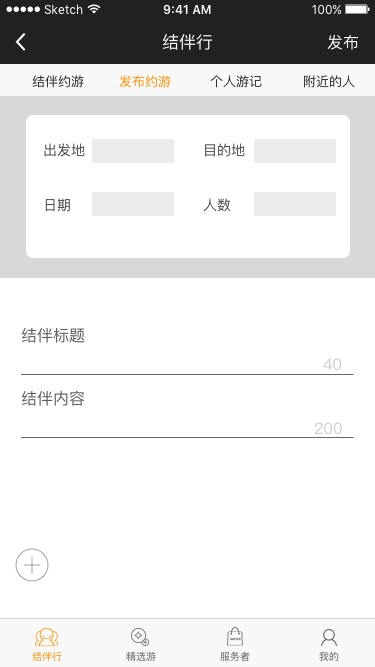 Sketch 9:41 AM 100%
结伴行 发布
结伴约游 发布约游 个人游记 附近的人
出发地 目的地
日期 人数
结伴标题
40
结伴内容
200
结伴行 精选游 服务者 我的